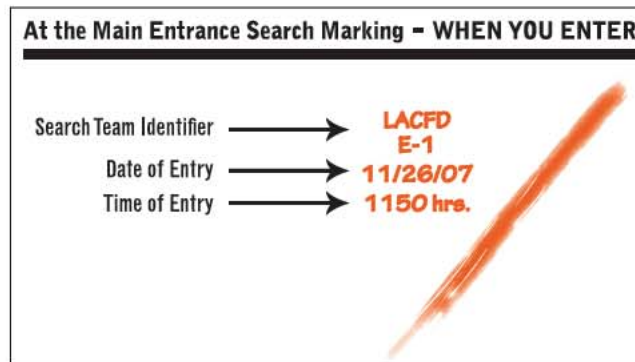 At the Main Entrance Search Marking – WHEN YOU ENTER
Search Team Identifier
LACFD
E-1
Date of Entry
11/26/07
Time of Entry
1150 hrs.